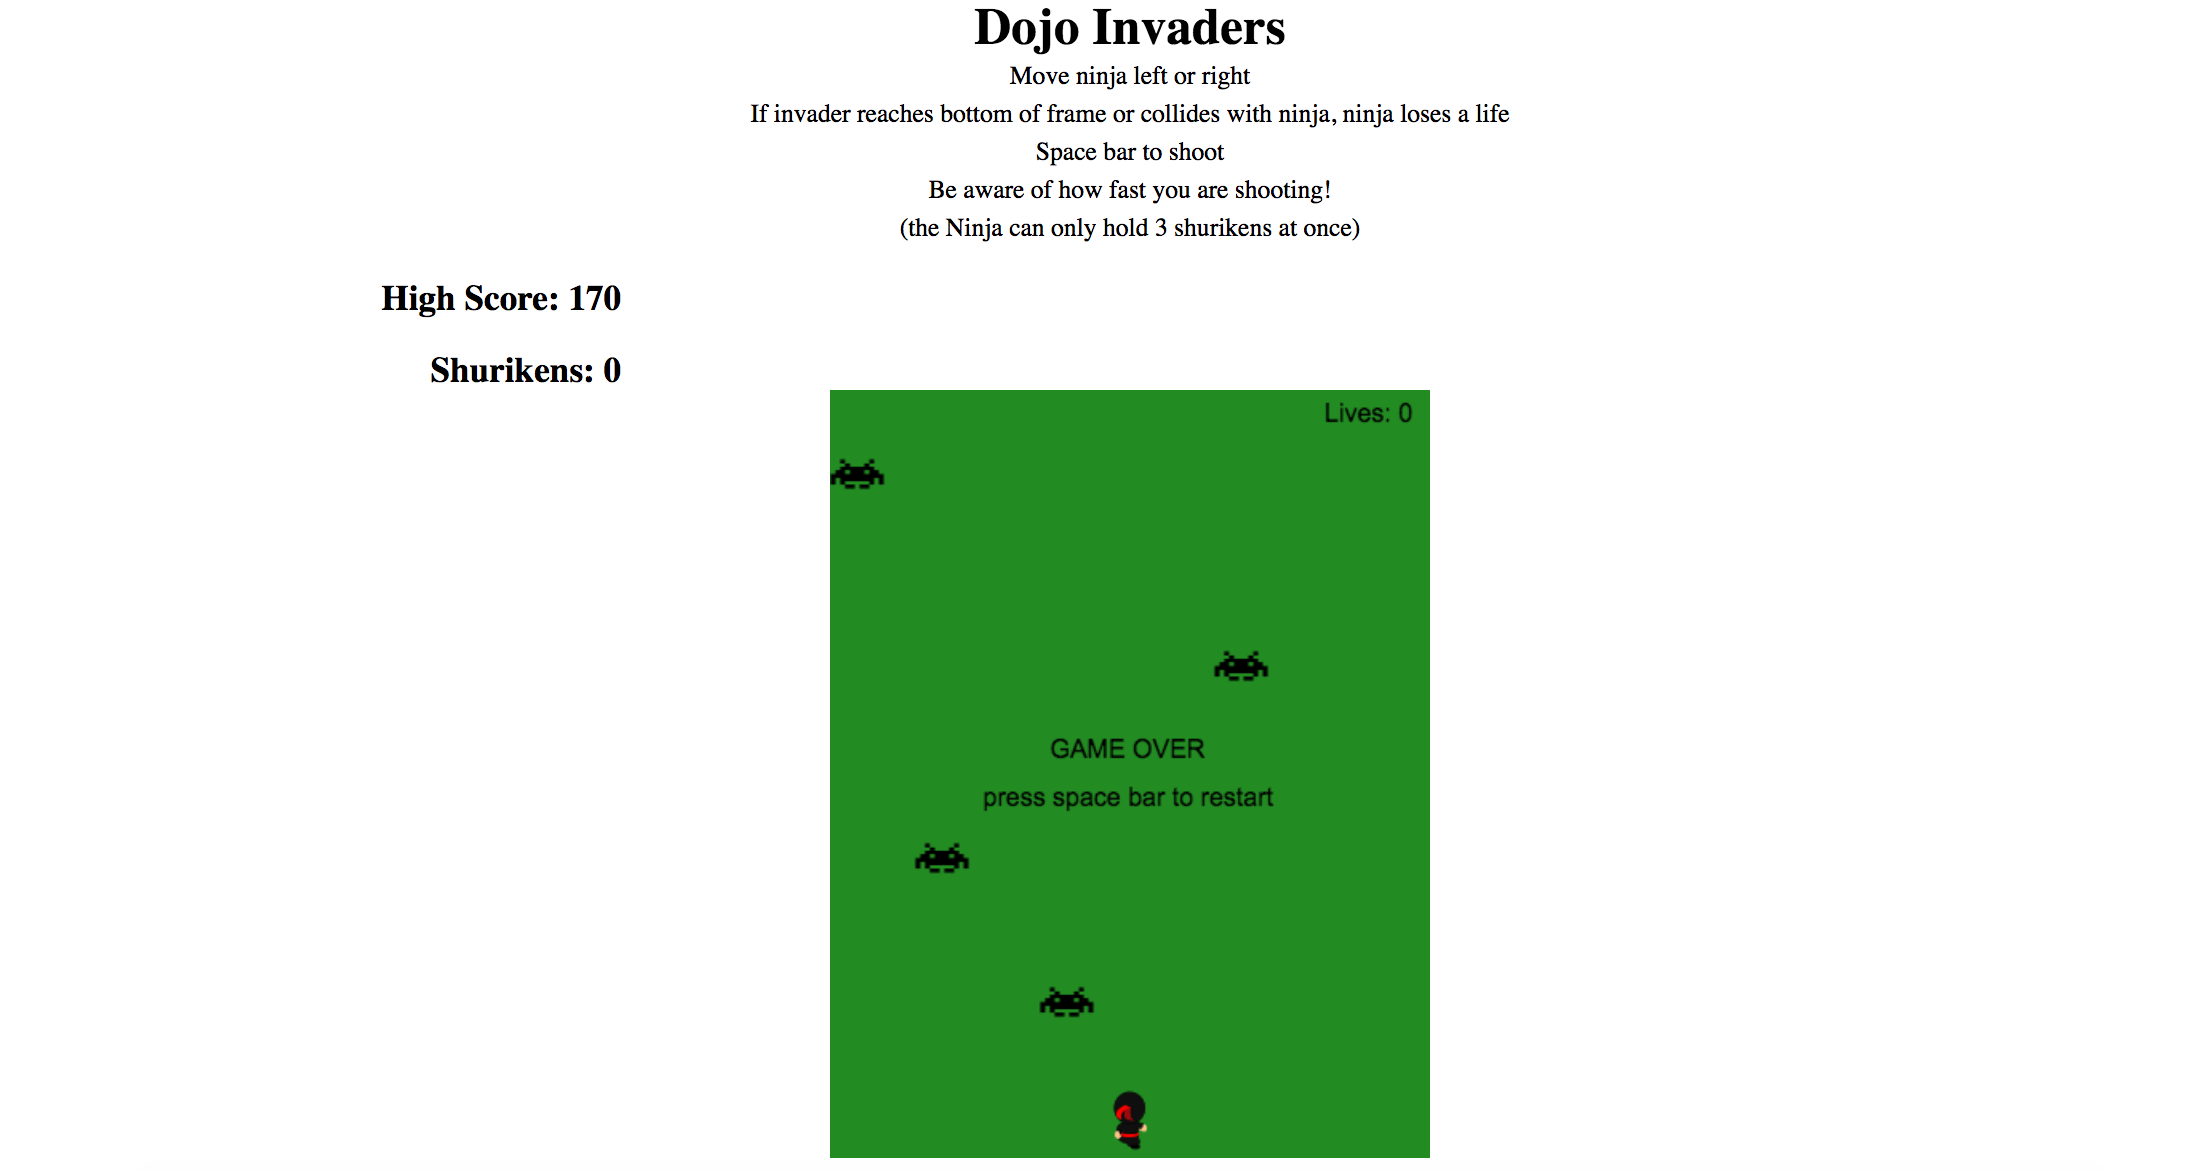 Dojo Invaders
Move ninja left or right
If invader reaches bottom of frame or collides with ninja, ninja loses a life
Space bar to shoot
Be aware of how fast you are shooting!
(the Ninja can only hold 3 shurikens at once)
High Score: 170
Shurikens: 0
Lives: 0
GAME OVER
press space bar to restart